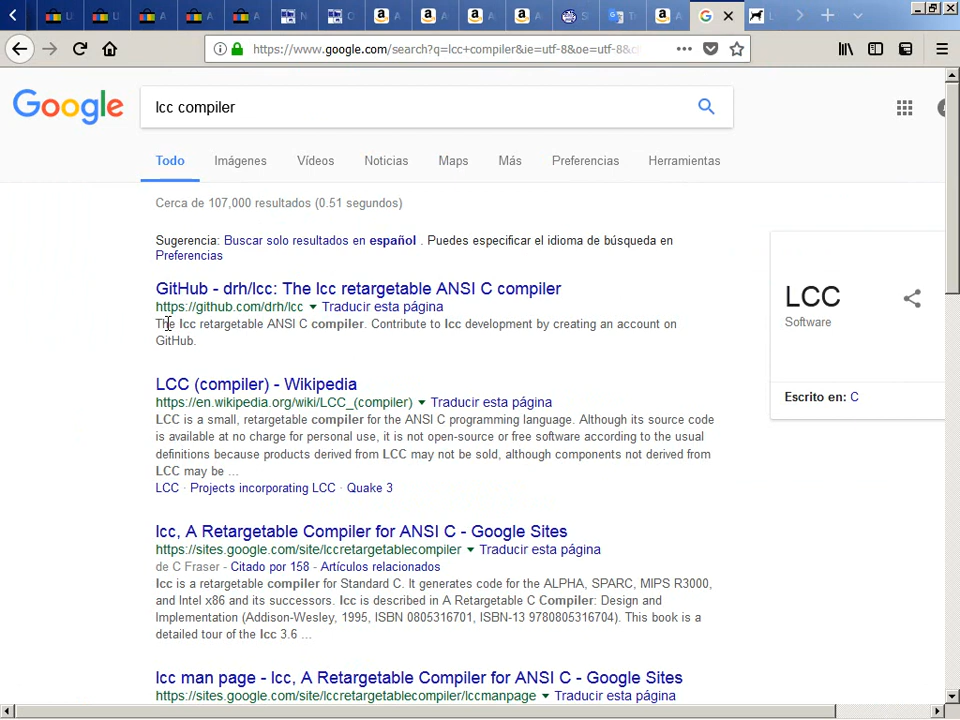 U
U
A
A
A
N
C
A
A
A
A
S
T
A
L
https://www.google.com/search?q=lcc+compiler&ie=utf-8&oe=utf-8&c
Google
lcc compiler
Todo Imágenes Vídeos Noticias Maps Más Preferencias Herramientas
Cerca de 107,000 resultados (0.51 segundos)
Sugerencia: Buscar solo resultados en español . Puedes especificar el idioma de búsqueda en
Preferencias
GitHub - drh/lcc: The lcc retargetable ANSI C compiler
https://github.com/drh/lcc Traducir esta página
The lcc retargetable ANSI C compiler. Contribute to lcc development by creating an account on
GitHub.
LCC (compiler) - Wikipedia
https://en.wikipedia.org/wiki/LCC_(compiler) Traducir esta página
LCC is a small, retargetable compiler for the ANSI C programming language. Although its source code
is available at no charge for personal use, it is not open-source or free software according to the usual
definitions because products derived from LCC may not be sold, although components not derived from
LCC may be ...
LCC · Projects incorporating LCC · Quake 3
lcc, A Retargetable Compiler for ANSI C - Google Sites
https://sites.google.com/site/lccretargetablecompiler Traducir esta página
de C Fraser - Citado por 158 - Artículos relacionados
lcc is a retargetable compiler for Standard C. It generates code for the ALPHA, SPARC, MIPS R3000,
and Intel x86 and its successors. lcc is described in A Retargetable C Compiler: Design and
Implementation (Addison-Wesley, 1995, ISBN 0805316701, ISBN-13 9780805316704). This book is a
detailed tour of the lcc 3.6 ...
lcc man page - lcc, A Retargetable Compiler for ANSI C - Google Sites
https://sites.google.com/site/lccretargetablecompiler/lccmanpage Traducir esta página
LCC
Software
Escrito en: C